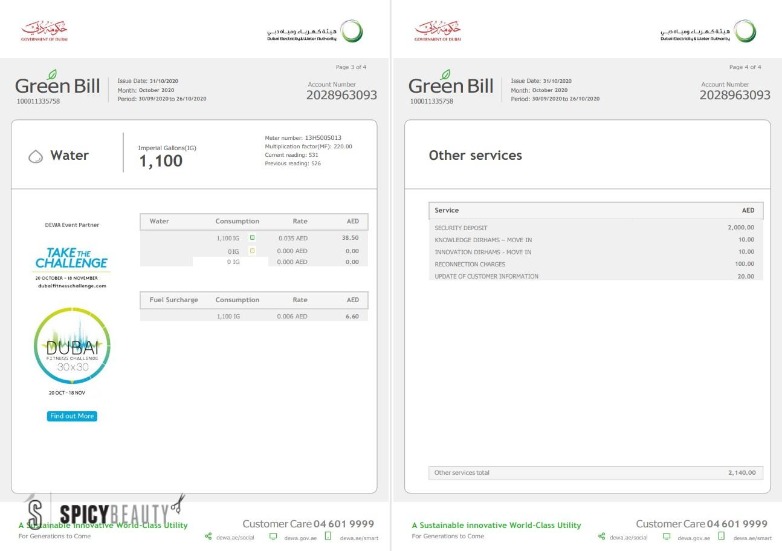 حكومة دبي
GOVERNMENT OF DUBAI
هيئة كهرباء ومياه دبي
Dubai Electricity & Water Authority
Page 3 of 4
Green Bill
100011335758
Issue Date: 31/10/2020
Month: October 2020
Period: 30/09/2020 to 26/10/2020
Account Number
2028963093
Water
Imperial Gallons(IG)
1,100
Meter number: 13HS005013
Multiplication factor(MF): 220.00
Current reading: 531
Previous reading: 526
DEWA Event Partner
TAKE THE
CHALLENGE
20 OCTOBER - 18 NOVEMBER
dubaifitnesschallenge.com
DUBAI
FITNESS CHALLENGE
30x30
20 OCT - 18 NOV
Find out More
Water Consumption Rate AED
1,100 IG 0.035 AED 38.50
0 IG 0.000 AED 0.00
0 IG 0.000 AED 0.00
Fuel Surcharge Consumption Rate AED
1,100 IG 0.006 AED 6.60
S SPICYBEAUTY
A Sustainable Innovative World-Class Utility
For Generations to Come
Customer Care 04 601 9999
dewa.ae/social dewa.gov.ae dewa.ae/smart
حكومة دبي
GOVERNMENT OF DUBAI
هيئة كهرباء ومياه دبي
Dubai Electricity & Water Authority
Page 4 of 4
Green Bill
100011335758
Issue Date: 31/10/2020
Month: October 2020
Period: 30/09/2020 to 26/10/2020
Account Number
2028963093
Other services
Service AED
SECURITY DEPOSIT 2,000.00
KNOWLEDGE DIRHAMS - MOVE IN 10.00
INNOVATION DIRHAMS - MOVE IN 10.00
RECONNECTION CHARGES 100.00
UPDATE OF CUSTOMER INFORMATION 20.00
Other services total 2,140.00
A Sustainable innovative World-Class Utility
For Generations to Come
Customer Care 04 601 9999
dewa.ae/social dewa.gov.ae dewa.ae/smart